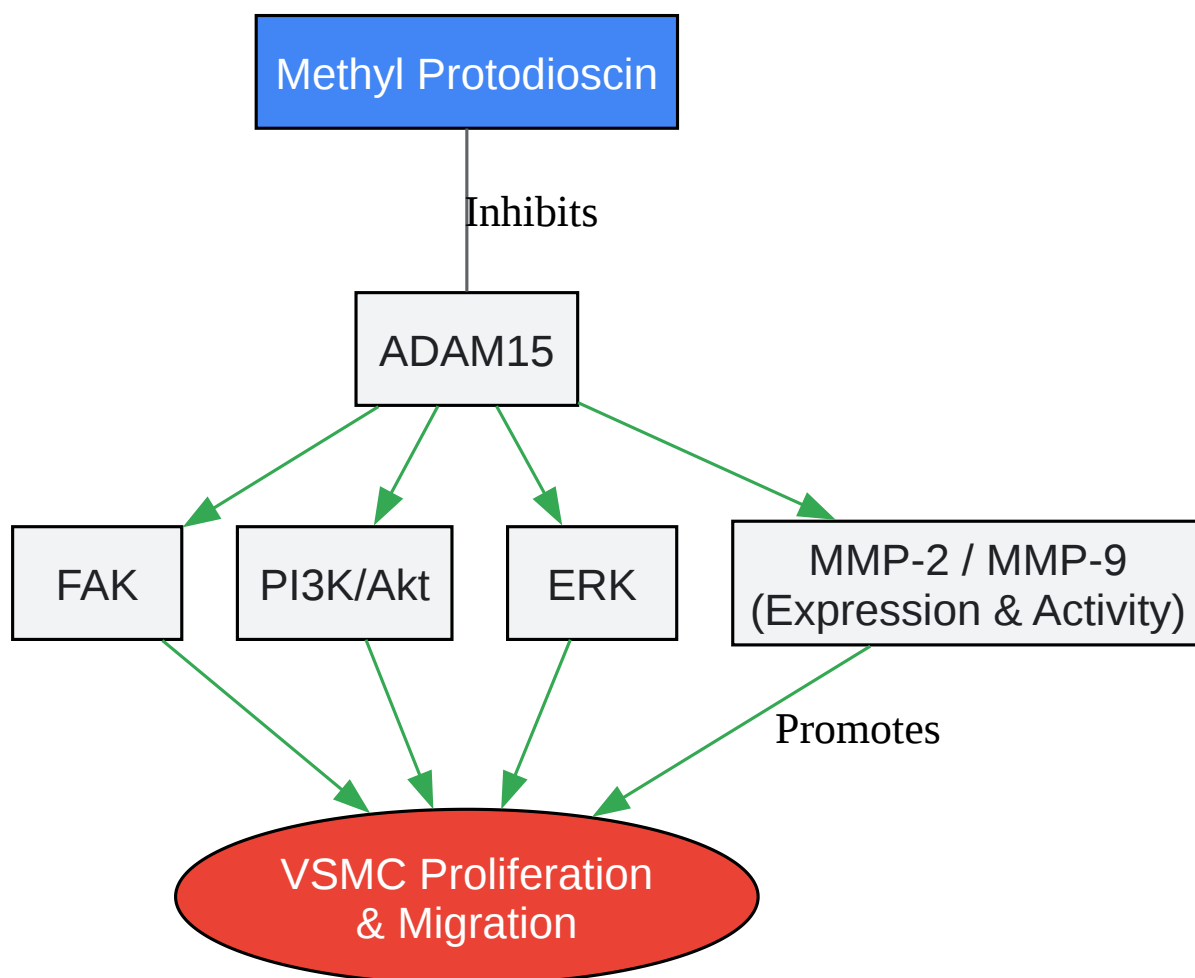 Methyl Protodioscin
Inhibits
ADAM15
FAK
PI3K/Akt
ERK
MMP-2 / MMP-9
(Expression & Activity)
Promotes
VSMC Proliferation
& Migration